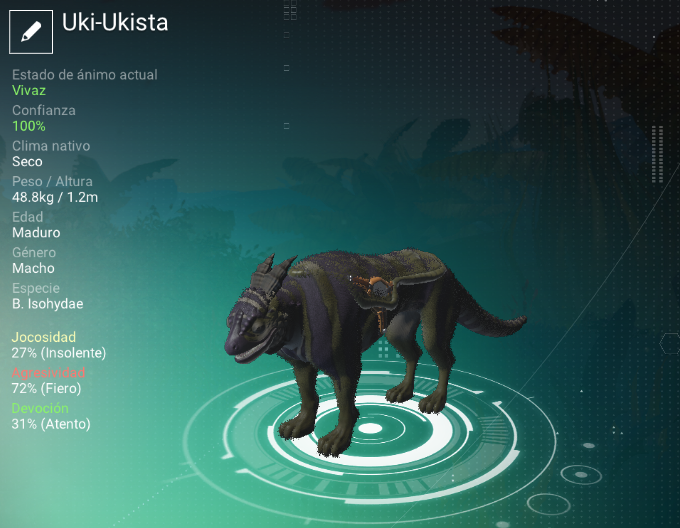 Uki-Ukista
Estado de ánimo actual
Vivaz
Confianza
100%
Clima nativo
Seco
Peso / Altura
48.8kg / 1.2m
Edad
Maduro
Género
Macho
Especie
B. Isohydae
Jocosidad
27% (Insolente)
Agresividad
72% (Fiero)
Devoción
31% (Atento)